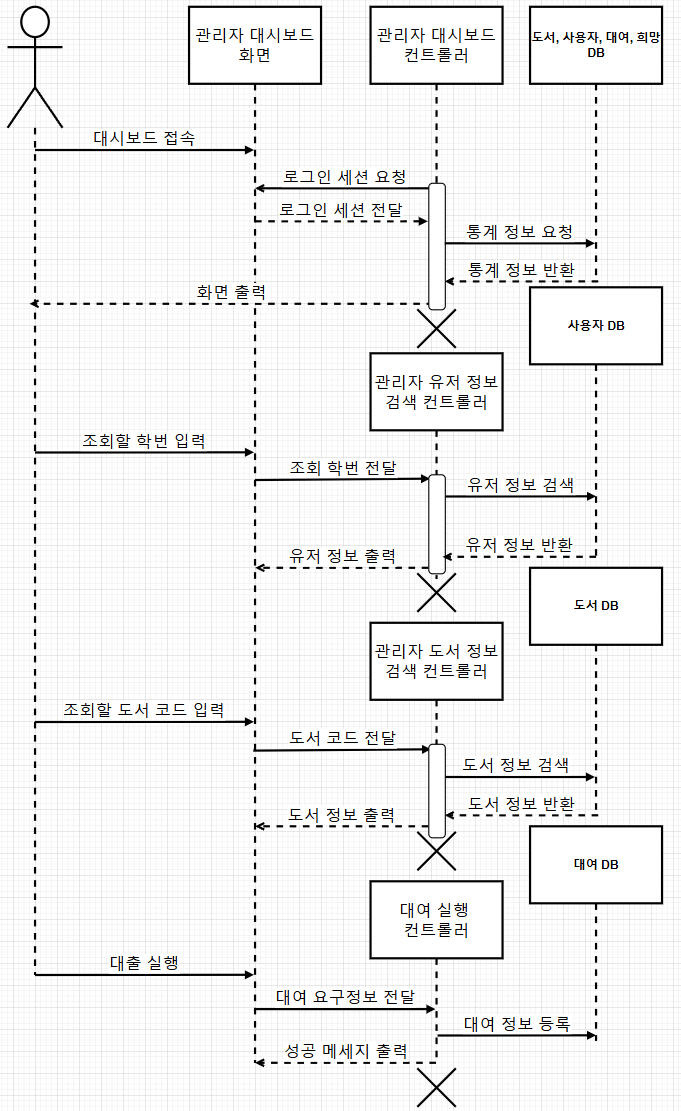 관리자 대시보드
화면
관리자 대시보드
컨트롤러
도서, 사용자, 대여, 희망
DB
대시보드 접속
로그인 세션 요청
로그인 세션 전달
통계 정보 요청
통계 정보 반환
화면 출력
사용자 DB
관리자 유저 정보
검색 컨트롤러
조회할 학번 입력
조회 학번 전달
유저 정보 검색
유저 정보 반환
유저 정보 출력
도서 DB
관리자 도서 정보
검색 컨트롤러
조회할 도서 코드 입력
도서 코드 전달
도서 정보 검색
도서 정보 반환
도서 정보 출력
대여 DB
대여 실행
컨트롤러
대출 실행
대여 요구정보 전달
대여 정보 등록
성공 메세지 출력